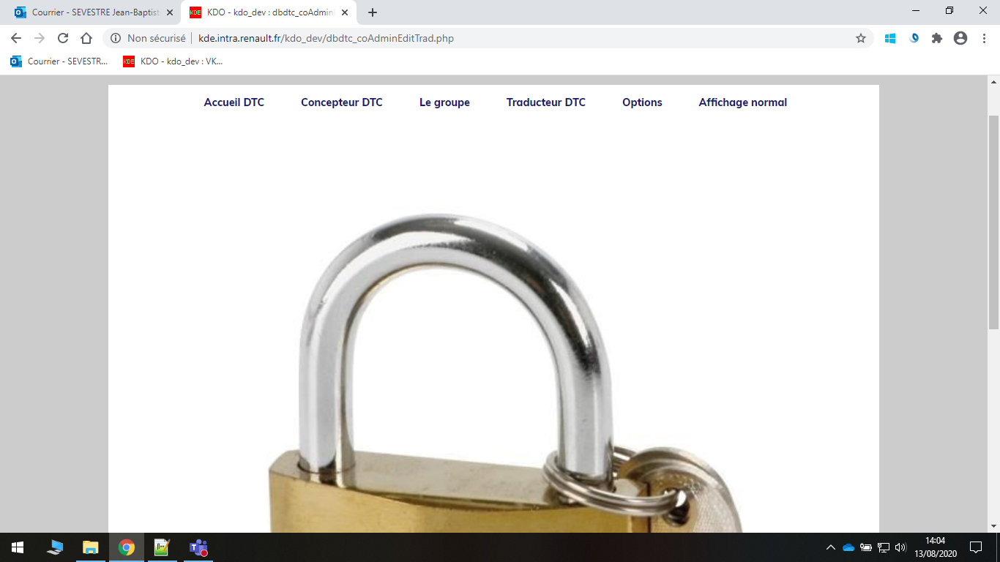 Courrier - SEVESTRE Jean-Baptist
KDE
KDO - kdo_dev : dbdtc_coAdminE
Non sécurisé
kde.intra.renault.fr/kdo_dev/dbdtc_coAdminEditTrad.php
Courrier - SEVESTR...
KDE
KDO - kdo_dev : VK...
Accueil DTC
Concepteur DTC
Le groupe
Traducteur DTC
Options
Affichage normal
14:04
13/08/2020